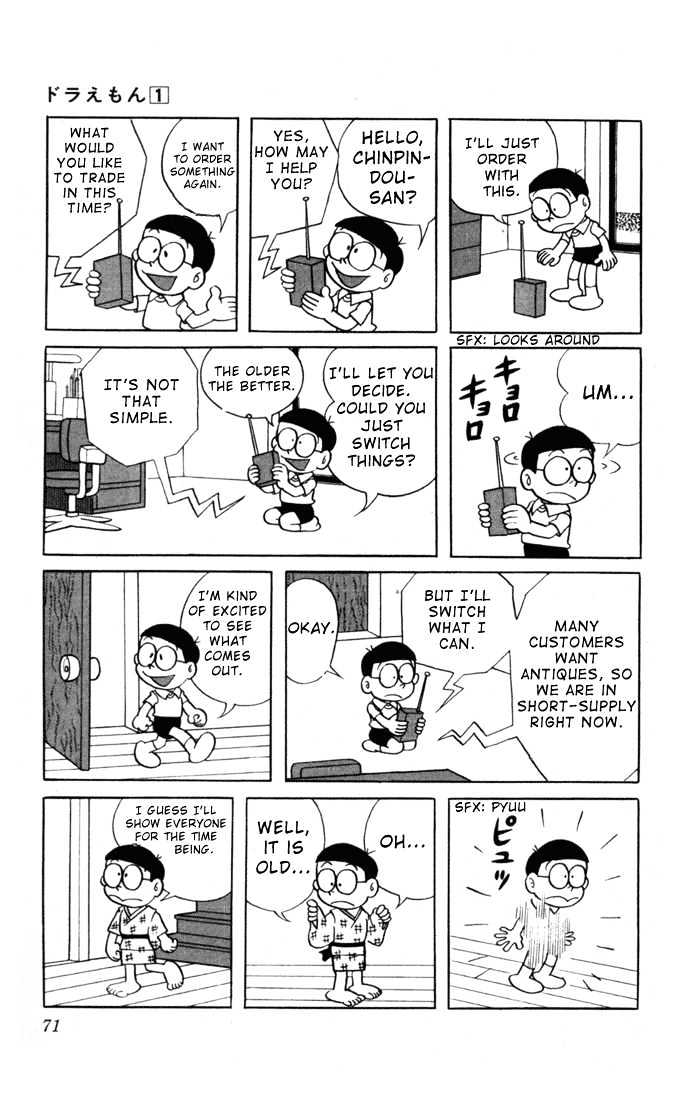 ドラえもん 1
I'LL JUST
ORDER
WITH
THIS.
HELLO,
CHINPIN-
DOU-
SAN?
YES,
HOW MAY
I HELP
YOU?
I WANT
TO ORDER
SOMETHING
AGAIN.
WHAT
WOULD
YOU LIKE
TO TRADE
IN THIS
TIME?
SFX: LOOKS AROUND
UM...
キョロ
キョロ
I'LL LET YOU
DECIDE.
COULD YOU
JUST
SWITCH
THINGS?
THE OLDER
THE BETTER.
IT'S NOT
THAT
SIMPLE.
MANY
CUSTOMERS
WANT
ANTIQUES, SO
WE ARE IN
SHORT-SUPPLY
RIGHT NOW.
BUT I'LL
SWITCH
WHAT I
CAN.
OKAY.
I'M KIND
OF EXCITED
TO SEE
WHAT
COMES
OUT.
SFX: PYUU
ピュッ
OH...
WELL,
IT IS
OLD...
I GUESS I'LL
SHOW EVERYONE
FOR THE TIME
BEING.
71